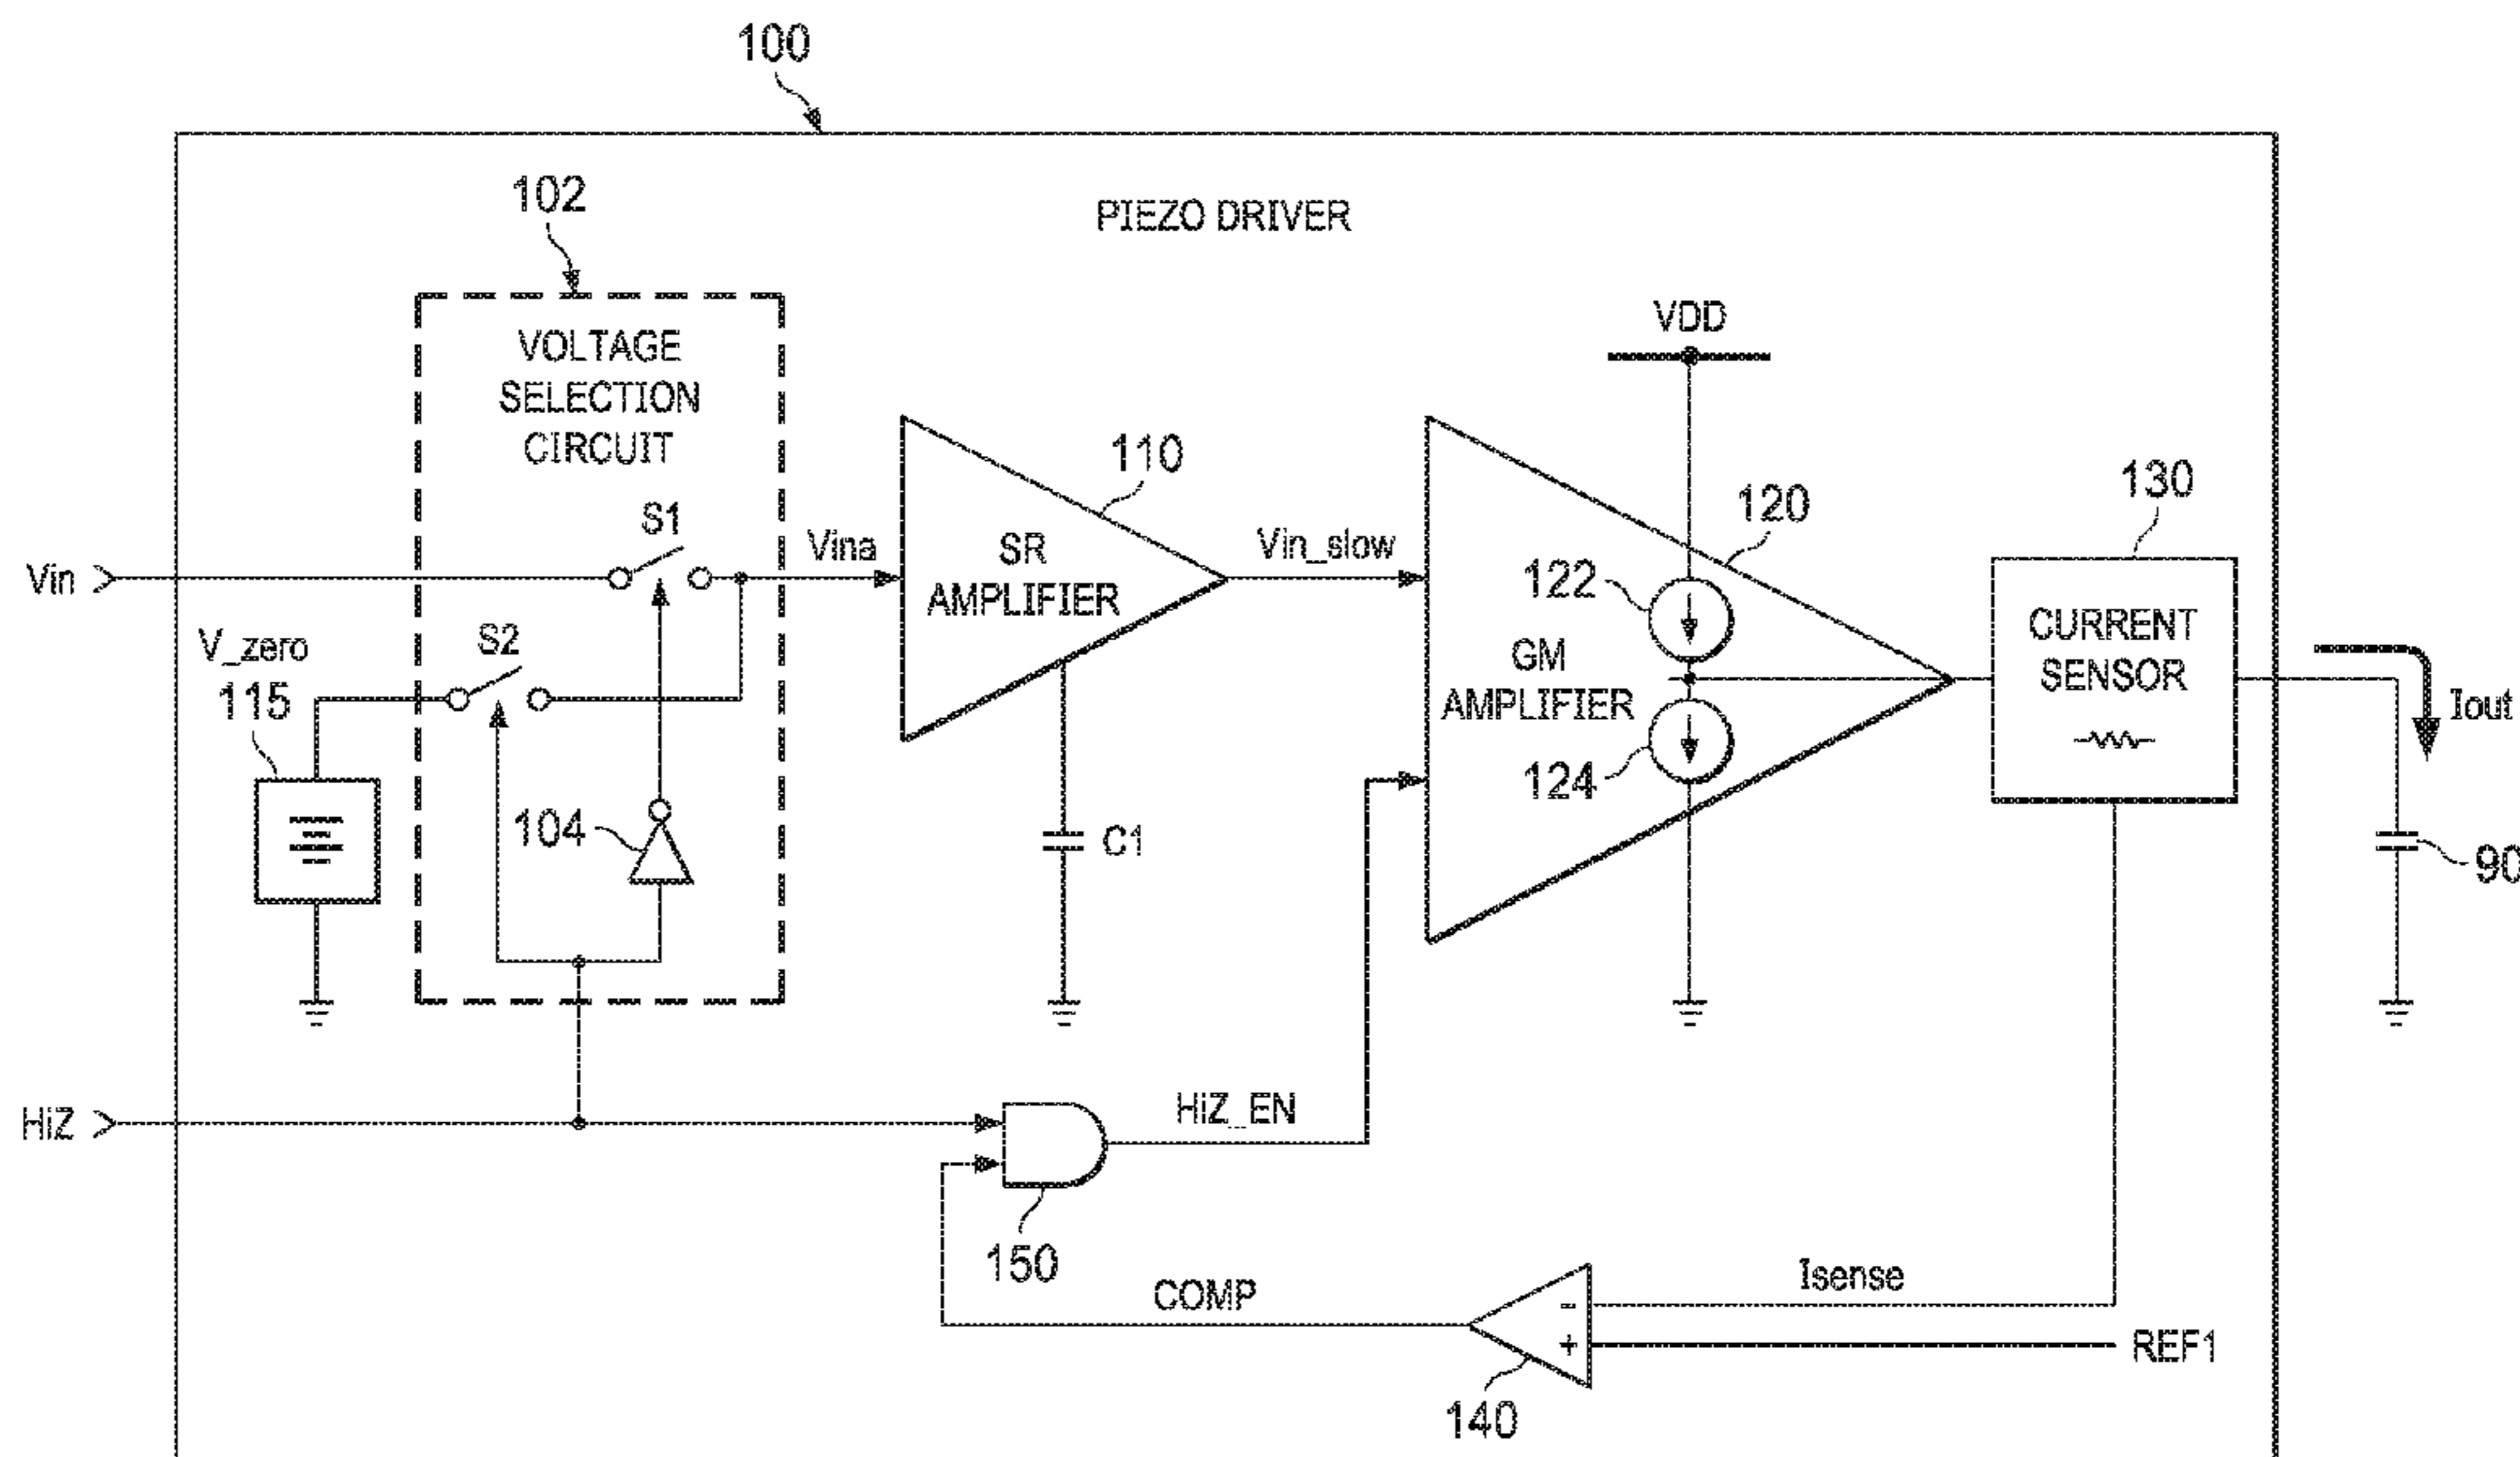 100
PIEZO DRIVER
102
VOLTAGE
SELECTION
CIRCUIT
VDD
110
120
130
S1
Vina
SR
AMPLIFIER
Vin_slow
122
Vin
V_zero
115
S2
GM
AMPLIFIER
CURRENT
SENSOR
Iout
124
104
C1
90
HiZ
HiZ_EN
150
COMP
Isense
-
+
REF1
140